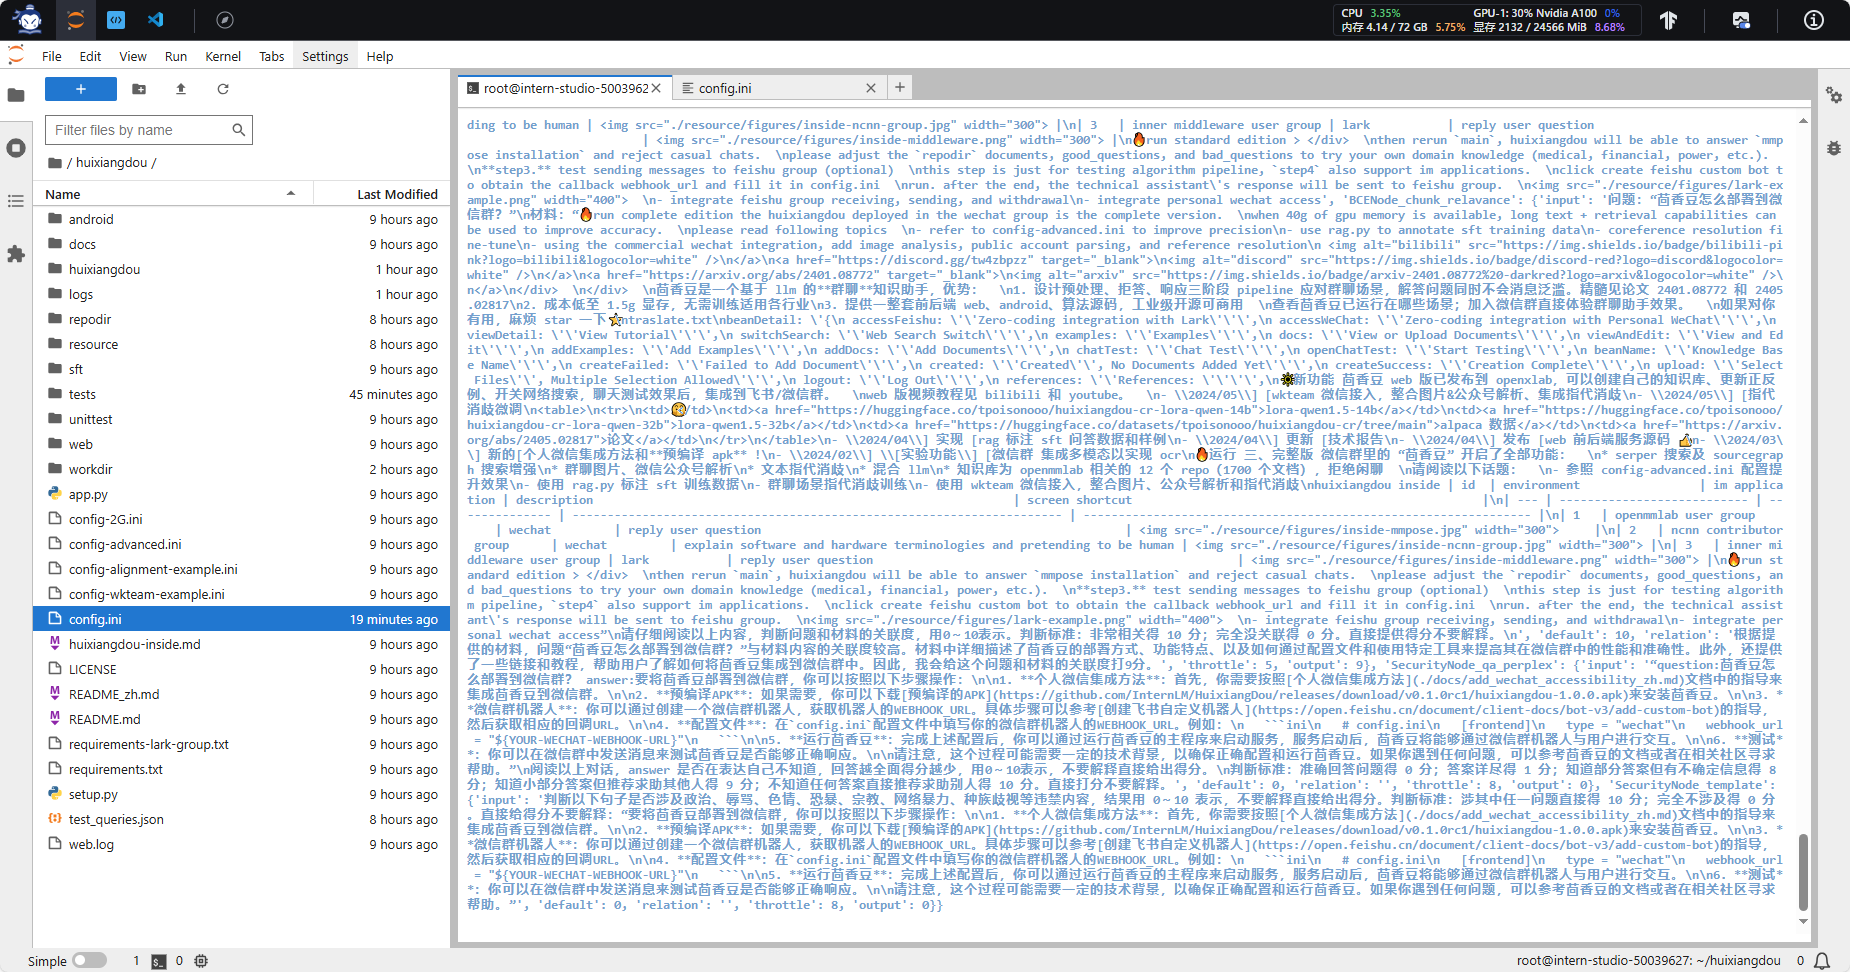 CPU 3.35% GPU-1: 30% Nvidia A100 0%
内存 4.14 / 72 GB 5.75% 显存 2132 / 24566 MiB 8.68%
File Edit View Run Kernel Tabs Settings Help
root@intern-studio-5003962
config.ini
Filter files by name
/ huixiangdou /
Name Last Modified
android 9 hours ago
docs 9 hours ago
huixiangdou 1 hour ago
logs 1 hour ago
repodir 8 hours ago
resource 8 hours ago
sft 9 hours ago
tests 45 minutes ago
unittest 9 hours ago
web 9 hours ago
workdir 2 hours ago
app.py 9 hours ago
config-2G.ini 9 hours ago
config-advanced.ini 9 hours ago
config-alignment-example.ini 9 hours ago
config-wkteam-example.ini 9 hours ago
config.ini 19 minutes ago
huixiangdou-inside.md 9 hours ago
LICENSE 9 hours ago
README_zh.md 9 hours ago
README.md 9 hours ago
requirements-lark-group.txt 9 hours ago
requirements.txt 9 hours ago
setup.py 9 hours ago
test_queries.json 8 hours ago
web.log 9 hours ago
ding to be human | <img src="./resource/figures/inside-ncnn-group.jpg" width="300"> |\n| 3 | inner middleware user group | lark | reply user question
| <img src="./resource/figures/inside-middleware.png" width="300"> |\n🔥run standard edition > </div> \nthen rerun `main`, huixiangdou will be able to answer `mmp
ose installation` and reject casual chats. \nplease adjust the `repodir` documents, good_questions, and bad_questions to try your own domain knowledge (medical, financial, power, etc.).
\n**step3.** test sending messages to feishu group (optional) \nthis step is just for testing algorithm pipeline, `step4` also support im applications. \nclick create feishu custom bot t
o obtain the callback webhook_url and fill it in config.ini \nrun. after the end, the technical assistant\'s response will be sent to feishu group. \n<img src="./resource/figures/lark-ex
ample.png" width="400"> \n- integrate feishu group receiving, sending, and withdrawal\n- integrate personal wechat access', 'BCENode_chunk_relavance': {'input': '问题：“茴香豆怎么部署到微
信群？”\n材料：“🔥run complete edition the huixiangdou deployed in the wechat group is the complete version. \nwhen 40g of gpu memory is available, long text + retrieval capabilities can
be used to improve accuracy. \nplease read following topics \n- refer to config-advanced.ini to improve precision\n- use rag.py to annotate sft training data\n- coreference resolution fi
ne-tune\n- using the commercial wechat integration, add image analysis, public account parsing, and reference resolution\n <img alt="bilibili" src="https://img.shields.io/badge/bilibili-pi
nk?logo=bilibili&logocolor=white" />\n</a>\n<a href="https://discord.gg/tw4zbpzz" target="_blank">\n<img alt="discord" src="https://img.shields.io/badge/discord-red?logo=discord&logocolor=
white" />\n</a>\n<a href="https://arxiv.org/abs/2401.08772" target="_blank">\n<img alt="arxiv" src="https://img.shields.io/badge/arxiv-2401.08772%20-darkred?logo=arxiv&logocolor=white" />\
n</a>\n</div> \n茴香豆是一个基于 llm 的**群聊**知识助手，优势： \n1. 设计预处理、拒答、响应三阶段 pipeline 应对群聊场景，解答问题同时不会消息泛滥。精髓见论文 2401.08772 和 2405
.02817\n2. 成本低至 1.5g 显存，无需训练适用各行业\n3. 提供一整套前后端 web、android、算法源码，工业级开源可商用 \n查看茴香豆已运行在哪些场景；加入微信群直接体验群聊助手效果。 \n如果对你
有用，麻烦 star 一下⭐ntraslate.txt\nbeanDetail: \'{\n accessFeishu: \'\'Zero-coding integration with Lark\'\'\',\n accessWeChat: \'\'Zero-coding integration with Personal WeChat\'\'\',\n
viewDetail: \'\'View Tutorial\'\'\',\n switchSearch: \'\'Web Search Switch\'\'\',\n examples: \'\'Examples\'\'\',\n docs: \'\'View or Upload Documents\'\'\',\n viewAndEdit: \'\'View and Ed
it\'\'\',\n addExamples: \'\'Add Examples\'\'\',\n addDocs: \'\'Add Documents\'\'\',\n chatTest: \'\'Chat Test\'\'\',\n openChatTest: \'\'Start Testing\'\'\',\n beanName: \'\'Knowledge Bas
e Name\'\'\',\n createFailed: \'\'Failed to Add Document\'\'\',\n created: \'\'Created\'\', No Documents Added Yet\'\'\',\n createSuccess: \'\'Creation Complete\'\'\',\n upload: \'\'Select
Files\'\', Multiple Selection Allowed\'\'\',\n logout: \'\'Log Out\'\'\',\n references: \'\'References: \'\'\'\',\n 新功能 茴香豆 web 版已发布到 openxlab，可以创建自己的知识库、更新正反
例、开关网络搜索，聊天测试效果后，集成到飞书/微信群。 \nweb 版视频教程见 bilibili 和 youtube。 \n- \\2024/05\\] [wkteam 微信接入，整合图片&公众号解析、集成指代消歧\n- \\2024/05\\] [指代
消歧微调\n<table>\n<tr>\n<td> /td>\n<td><a href="https://huggingface.co/tpoisonooo/huixiangdou-cr-lora-qwen-14b">lora-qwen1.5-14b</a></td>\n<td><a href="https://huggingface.co/tpoisonooo/
huixiangdou-cr-lora-qwen-32b">lora-qwen1.5-32b</a></td>\n<td><a href="https://huggingface.co/datasets/tpoisonooo/huixiangdou-cr/tree/main">alpaca 数据</a></td>\n<td><a href="https://arxiv.
org/abs/2405.02817">论文</a></td>\n</tr>\n</table>\n- \\2024/04\\] 实现 [rag 标注 sft 问答数据和样例\n- \\2024/04\\] 更新 [技术报告\n- \\2024/04\\] 发布 [web 前后端服务源码 👍n- \\2024/03\
\] 新的[个人微信集成方法和**预编译 apk** !\n- \\2024/02\\] \\[实验功能\\] [微信群 集成多模态以实现 ocr\n🔥运行 三、完整版 微信群里的 “茴香豆” 开启了全部功能： \n* serper 搜索及 sourcegrap
h 搜索增强\n* 群聊图片、微信公众号解析\n* 文本指代消歧\n* 混合 llm\n* 知识库为 openmmlab 相关的 12 个 repo (1700 个文档) ，拒绝闲聊 \n请阅读以下话题： \n- 参照 config-advanced.ini 配置提
升效果\n- 使用 rag.py 标注 sft 训练数据\n- 群聊场景指代消歧训练\n- 使用 wkteam 微信接入，整合图片、公众号解析和指代消歧\nhuixiangdou inside | id | environment | im applica
tion | description | screen shortcut |\n| --- | --------------------- | --
------------- |
| wechat | reply user question | <img src="./resource/figures/inside-mmpose.jpg" width="300"> |\n| 2 | ncnn contributor
group | wechat | explain software and hardware terminologies and pretending to be human | <img src="./resource/figures/inside-ncnn-group.jpg" width="300"> |\n| 3 | inner mi
ddleware user group | lark | reply user question | <img src="./resource/figures/inside-middleware.png" width="300"> |\n🔥run st
andard edition > </div> \nthen rerun `main`, huixiangdou will be able to answer `mmpose installation` and reject casual chats. \nplease adjust the `repodir` documents, good_questions, an
d bad_questions to try your own domain knowledge (medical, financial, power, etc.). \n**step3.** test sending messages to feishu group (optional) \nthis step is just for testing algorith
m pipeline, `step4` also support im applications. \nclick create feishu custom bot to obtain the callback webhook_url and fill it in config.ini \nrun. after the end, the technical assist
ant\'s response will be sent to feishu group. \n<img src="./resource/figures/lark-example.png" width="400"> \n- integrate feishu group receiving, sending, and withdrawal\n- integrate per
sonal wechat access”\n请仔细阅读以上内容，判断问题和材料的关联度，用0～10表示。判断标准：非常相关得 10 分；完全没关联得 0 分。直接提供得分不要解释。\n', 'default': 10, 'relation': '根据提
供的材料，问题“茴香豆怎么部署到微信群？”与材料内容的关联度较高。材料中详细描述了茴香豆的部署方式、功能特点、以及如何通过配置文件和使用特定工具来提高其在微信群中的性能和准确性。此外，还提供
了一些链接和教程，帮助用户了解如何将茴香豆集成到微信群中。因此，我会给这个问题和材料的关联度打9分。', 'throttle': 5, 'output': 9}, 'SecurityNode_qa_perplex': {'input': '“question:茴香豆怎
么部署到微信群？ answer:要将茴香豆部署到微信群，你可以按照以下步骤操作：\n\n1. **个人微信集成方法**：首先，你需要按照[个人微信集成方法](./docs/add_wechat_accessibility_zh.md)文档中的指导来
集成茴香豆到微信群。\n\n2. **预编译APK**：如果需要，你可以下载[预编译的APK](https://github.com/InternLM/HuixiangDou/releases/download/v0.1.0rc1/huixiangdou-1.0.0.apk)来安装茴香豆。\n\n3. *
*微信群机器人**：你可以通过创建一个微信群机器人，获取机器人的WEBHOOK_URL。具体步骤可以参考[创建飞书自定义机器人](https://open.feishu.cn/document/client-docs/bot-v3/add-custom-bot)的指导，
然后获取相应的回调URL。\n\n4. **配置文件**：在`config.ini`配置文件中填写你的微信群机器人的WEBHOOK_URL。例如：\n ```ini\n # config.ini\n [frontend]\n type = "wechat"\n webhook_url
= "${YOUR-WECHAT-WEBHOOK-URL}"\n ```\n\n5. **运行茴香豆**：完成上述配置后，你可以通过运行茴香豆的主程序来启动服务，服务启动后，茴香豆将能够通过微信群机器人与用户进行交互。\n\n6. **测试*
*：你可以在微信群中发送消息来测试茴香豆是否能够正确响应。\n\n请注意，这个过程可能需要一定的技术背景，以确保正确配置和运行茴香豆。如果你遇到任何问题，可以参考茴香豆的文档或者在相关社区寻求
帮助。”\n阅读以上对话，answer 是否在表达自己不知道，回答越全面得分越少，用0～10表示，不要解释直接给出得分。\n判断标准：准确回答问题得 0 分；答案详尽得 1 分；知道部分答案但有不确定信息得 8
分；知道小部分答案但推荐求助其他人得 9 分；不知道任何答案直接推荐求助别人得 10 分。直接打分不要解释。', 'default': 0, 'relation': '', 'throttle': 8, 'output': 0}, 'SecurityNode_template':
{'input': '判断以下句子是否涉及政治、辱骂、色情、恐暴、宗教、网络暴力、种族歧视等违禁内容，结果用 0～10 表示，不要解释直接给出得分。判断标准：涉其中任一问题直接得 10 分；完全不涉及得 0 分
。直接给得分不要解释：“要将茴香豆部署到微信群，你可以按照以下步骤操作：\n\n1. **个人微信集成方法**：首先，你需要按照[个人微信集成方法](./docs/add_wechat_accessibility_zh.md)文档中的指导来
集成茴香豆到微信群。\n\n2. **预编译APK**：如果需要，你可以下载[预编译的APK](https://github.com/InternLM/HuixiangDou/releases/download/v0.1.0rc1/huixiangdou-1.0.0.apk)来安装茴香豆。\n\n3. *
*微信群机器人**：你可以通过创建一个微信群机器人，获取机器人的WEBHOOK_URL。具体步骤可以参考[创建飞书自定义机器人](https://open.feishu.cn/document/client-docs/bot-v3/add-custom-bot)的指导，
然后获取相应的回调URL。\n\n4. **配置文件**：在`config.ini`配置文件中填写你的微信群机器人的WEBHOOK_URL。例如：\n ```ini\n # config.ini\n [frontend]\n type = "wechat"\n webhook_url
= "${YOUR-WECHAT-WEBHOOK-URL}"\n ```\n\n5. **运行茴香豆**：完成上述配置后，你可以通过运行茴香豆的主程序来启动服务，服务启动后，茴香豆将能够通过微信群机器人与用户进行交互。\n\n6. **测试*
*：你可以在微信群中发送消息来测试茴香豆是否能够正确响应。\n\n请注意，这个过程可能需要一定的技术背景，以确保正确配置和运行茴香豆。如果你遇到任何问题，可以参考茴香豆的文档或者在相关社区寻求
帮助。”', 'default': 0, 'relation': '', 'throttle': 8, 'output': 0}}
Simple 1 0
root@intern-studio-50039627: ~/huixiangdou 0